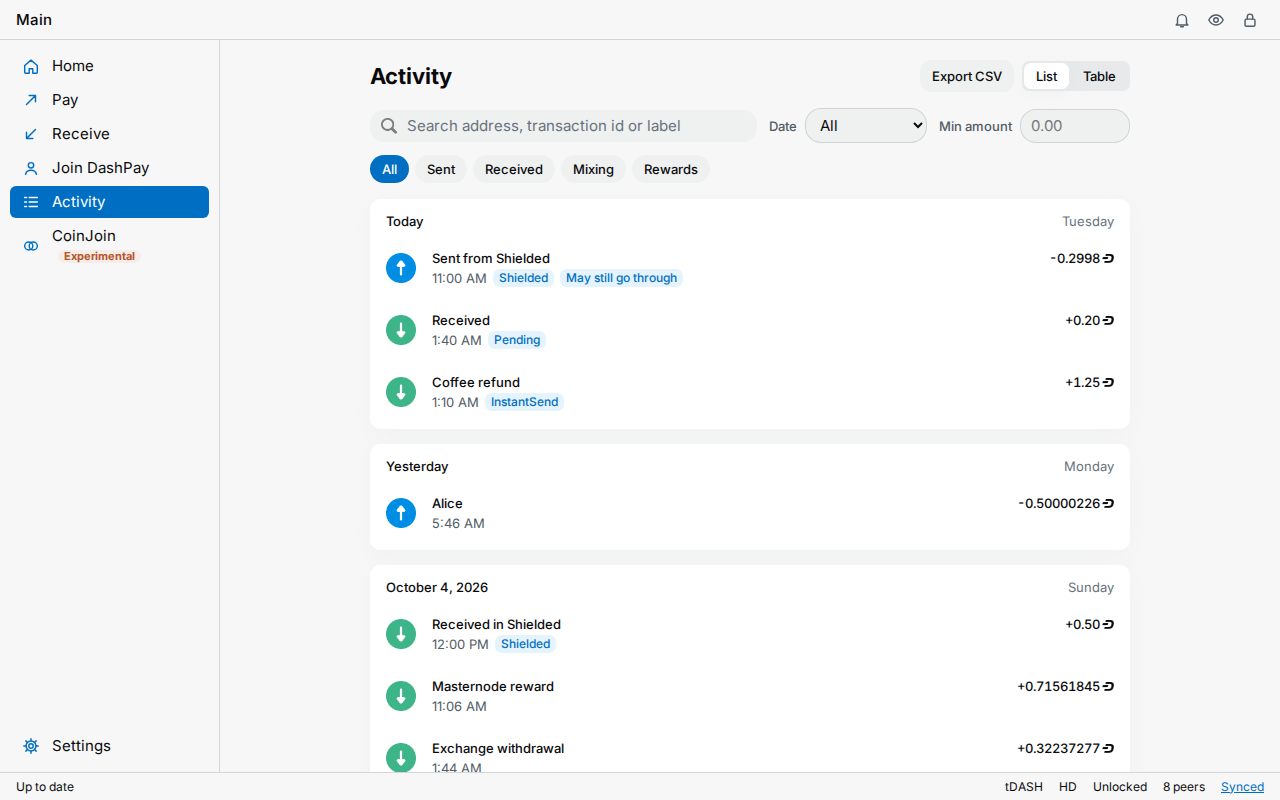 Main
Home
Pay
Receive
Join DashPay
Activity
CoinJoin
Experimental
Settings
Activity
Export CSV
List
Table
Search address, transaction id or label
Date
All
Min amount
0.00
All
Sent
Received
Mixing
Rewards
Today
Tuesday
Sent from Shielded
-0.2998
11:00 AM Shielded May still go through
Received
+0.20
1:40 AM Pending
Coffee refund
+1.25
1:10 AM InstantSend
Yesterday
Monday
Alice
-0.50000226
5:46 AM
October 4, 2026
Sunday
Received in Shielded
+0.50
12:00 PM Shielded
Masternode reward
+0.71561845
11:06 AM
Exchange withdrawal
+0.32237277
1:44 AM
Up to date
tDASH
HD
Unlocked
8 peers
Synced